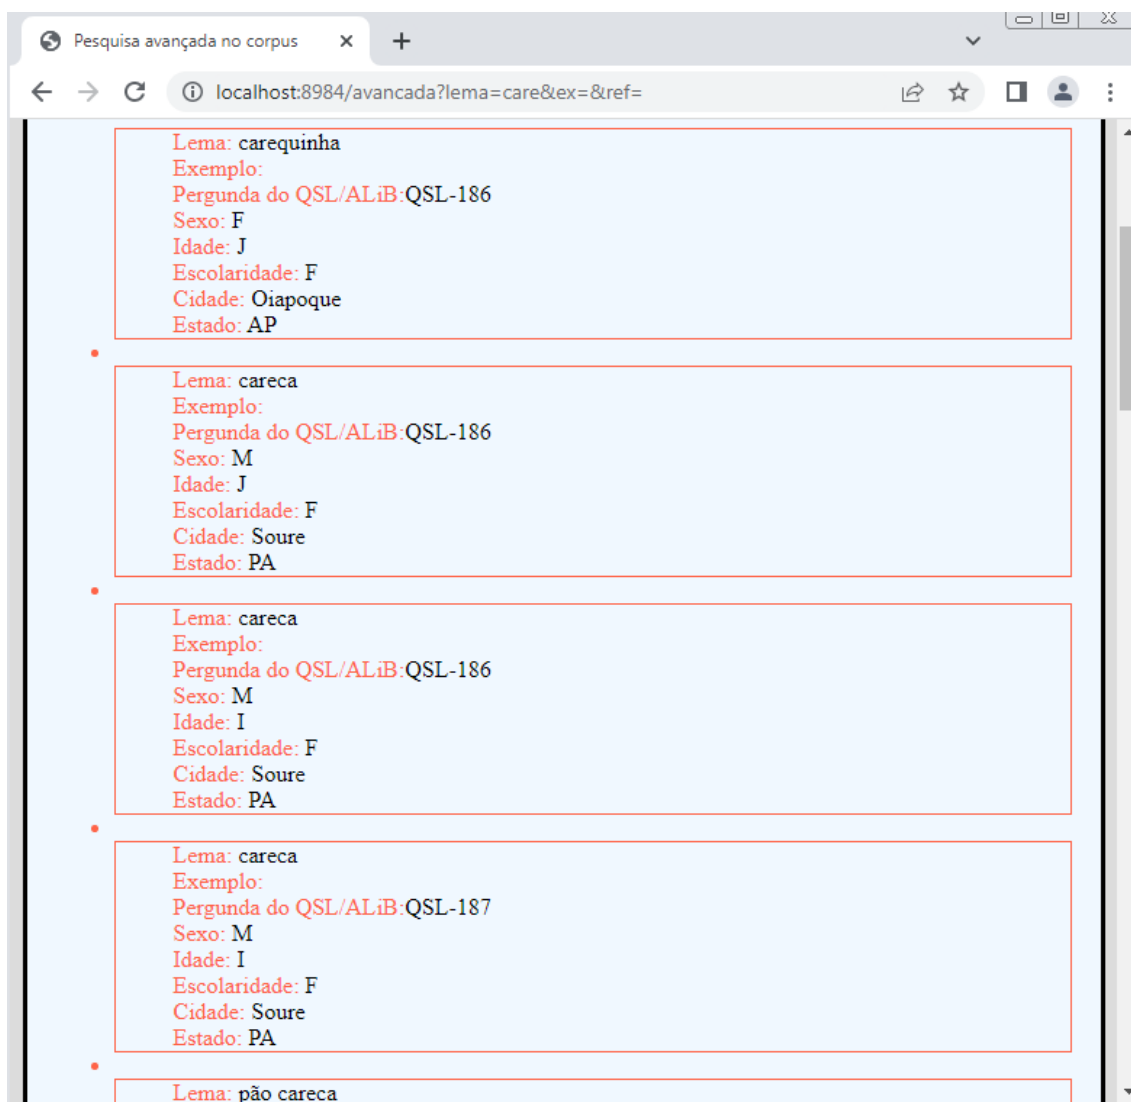 Pesquisa avançada no corpus
localhost:8984/avancada?lema=care&ex=&ref=
Lema: carequinha
Exemplo:
Pergunda do QSL/ALiB:QSL-186
Sexo: F
Idade: J
Escolaridade: F
Cidade: Oiapoque
Estado: AP
Lema: careca
Exemplo:
Pergunda do QSL/ALiB:QSL-186
Sexo: M
Idade: J
Escolaridade: F
Cidade: Soure
Estado: PA
Lema: careca
Exemplo:
Pergunda do QSL/ALiB:QSL-186
Sexo: M
Idade: I
Escolaridade: F
Cidade: Soure
Estado: PA
Lema: careca
Exemplo:
Pergunda do QSL/ALiB:QSL-187
Sexo: M
Idade: I
Escolaridade: F
Cidade: Soure
Estado: PA
Lema: pão careca